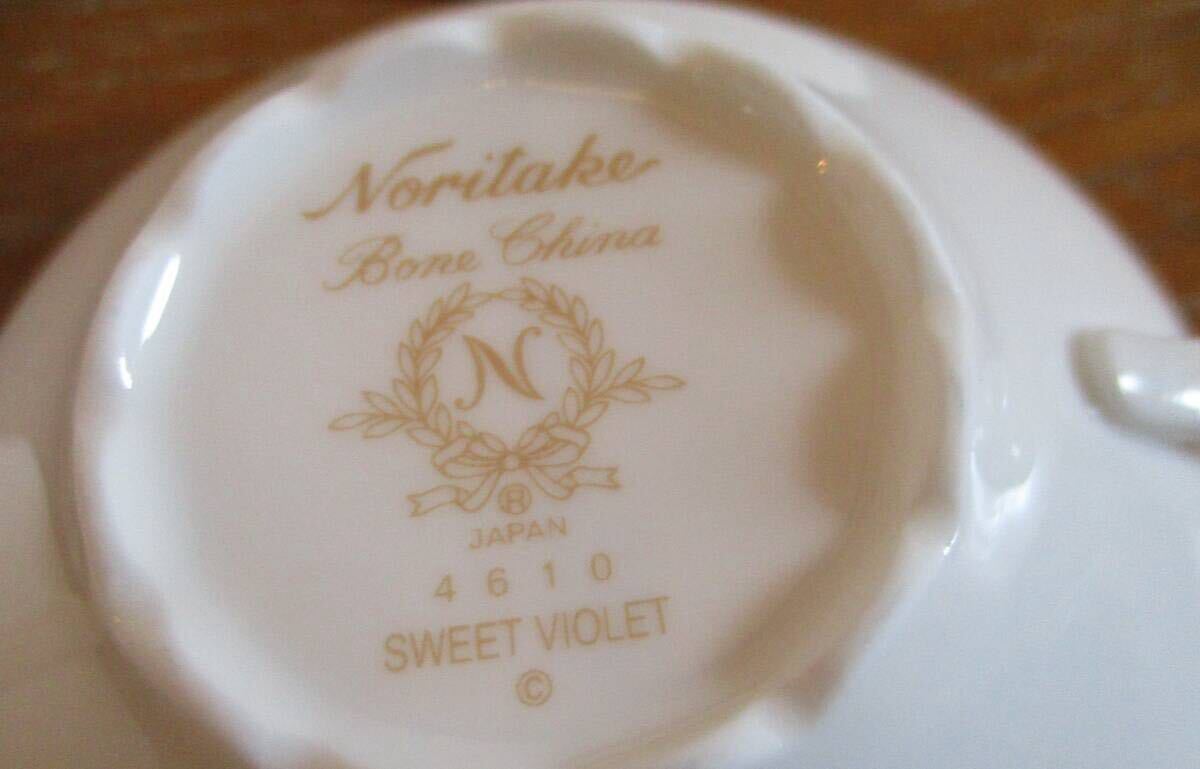 Noritake
Bone China
N
®
JAPAN
4610
SWEET VIOLET
©